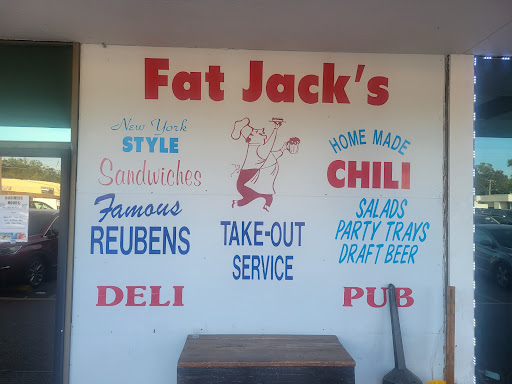 Fat Jack's
New York
STYLE
Sandwiches
Famous
REUBENS
TAKE-OUT
SERVICE
HOME MADE
CHILI
SALADS
PARTY TRAYS
DRAFT BEER
DELI
PUB